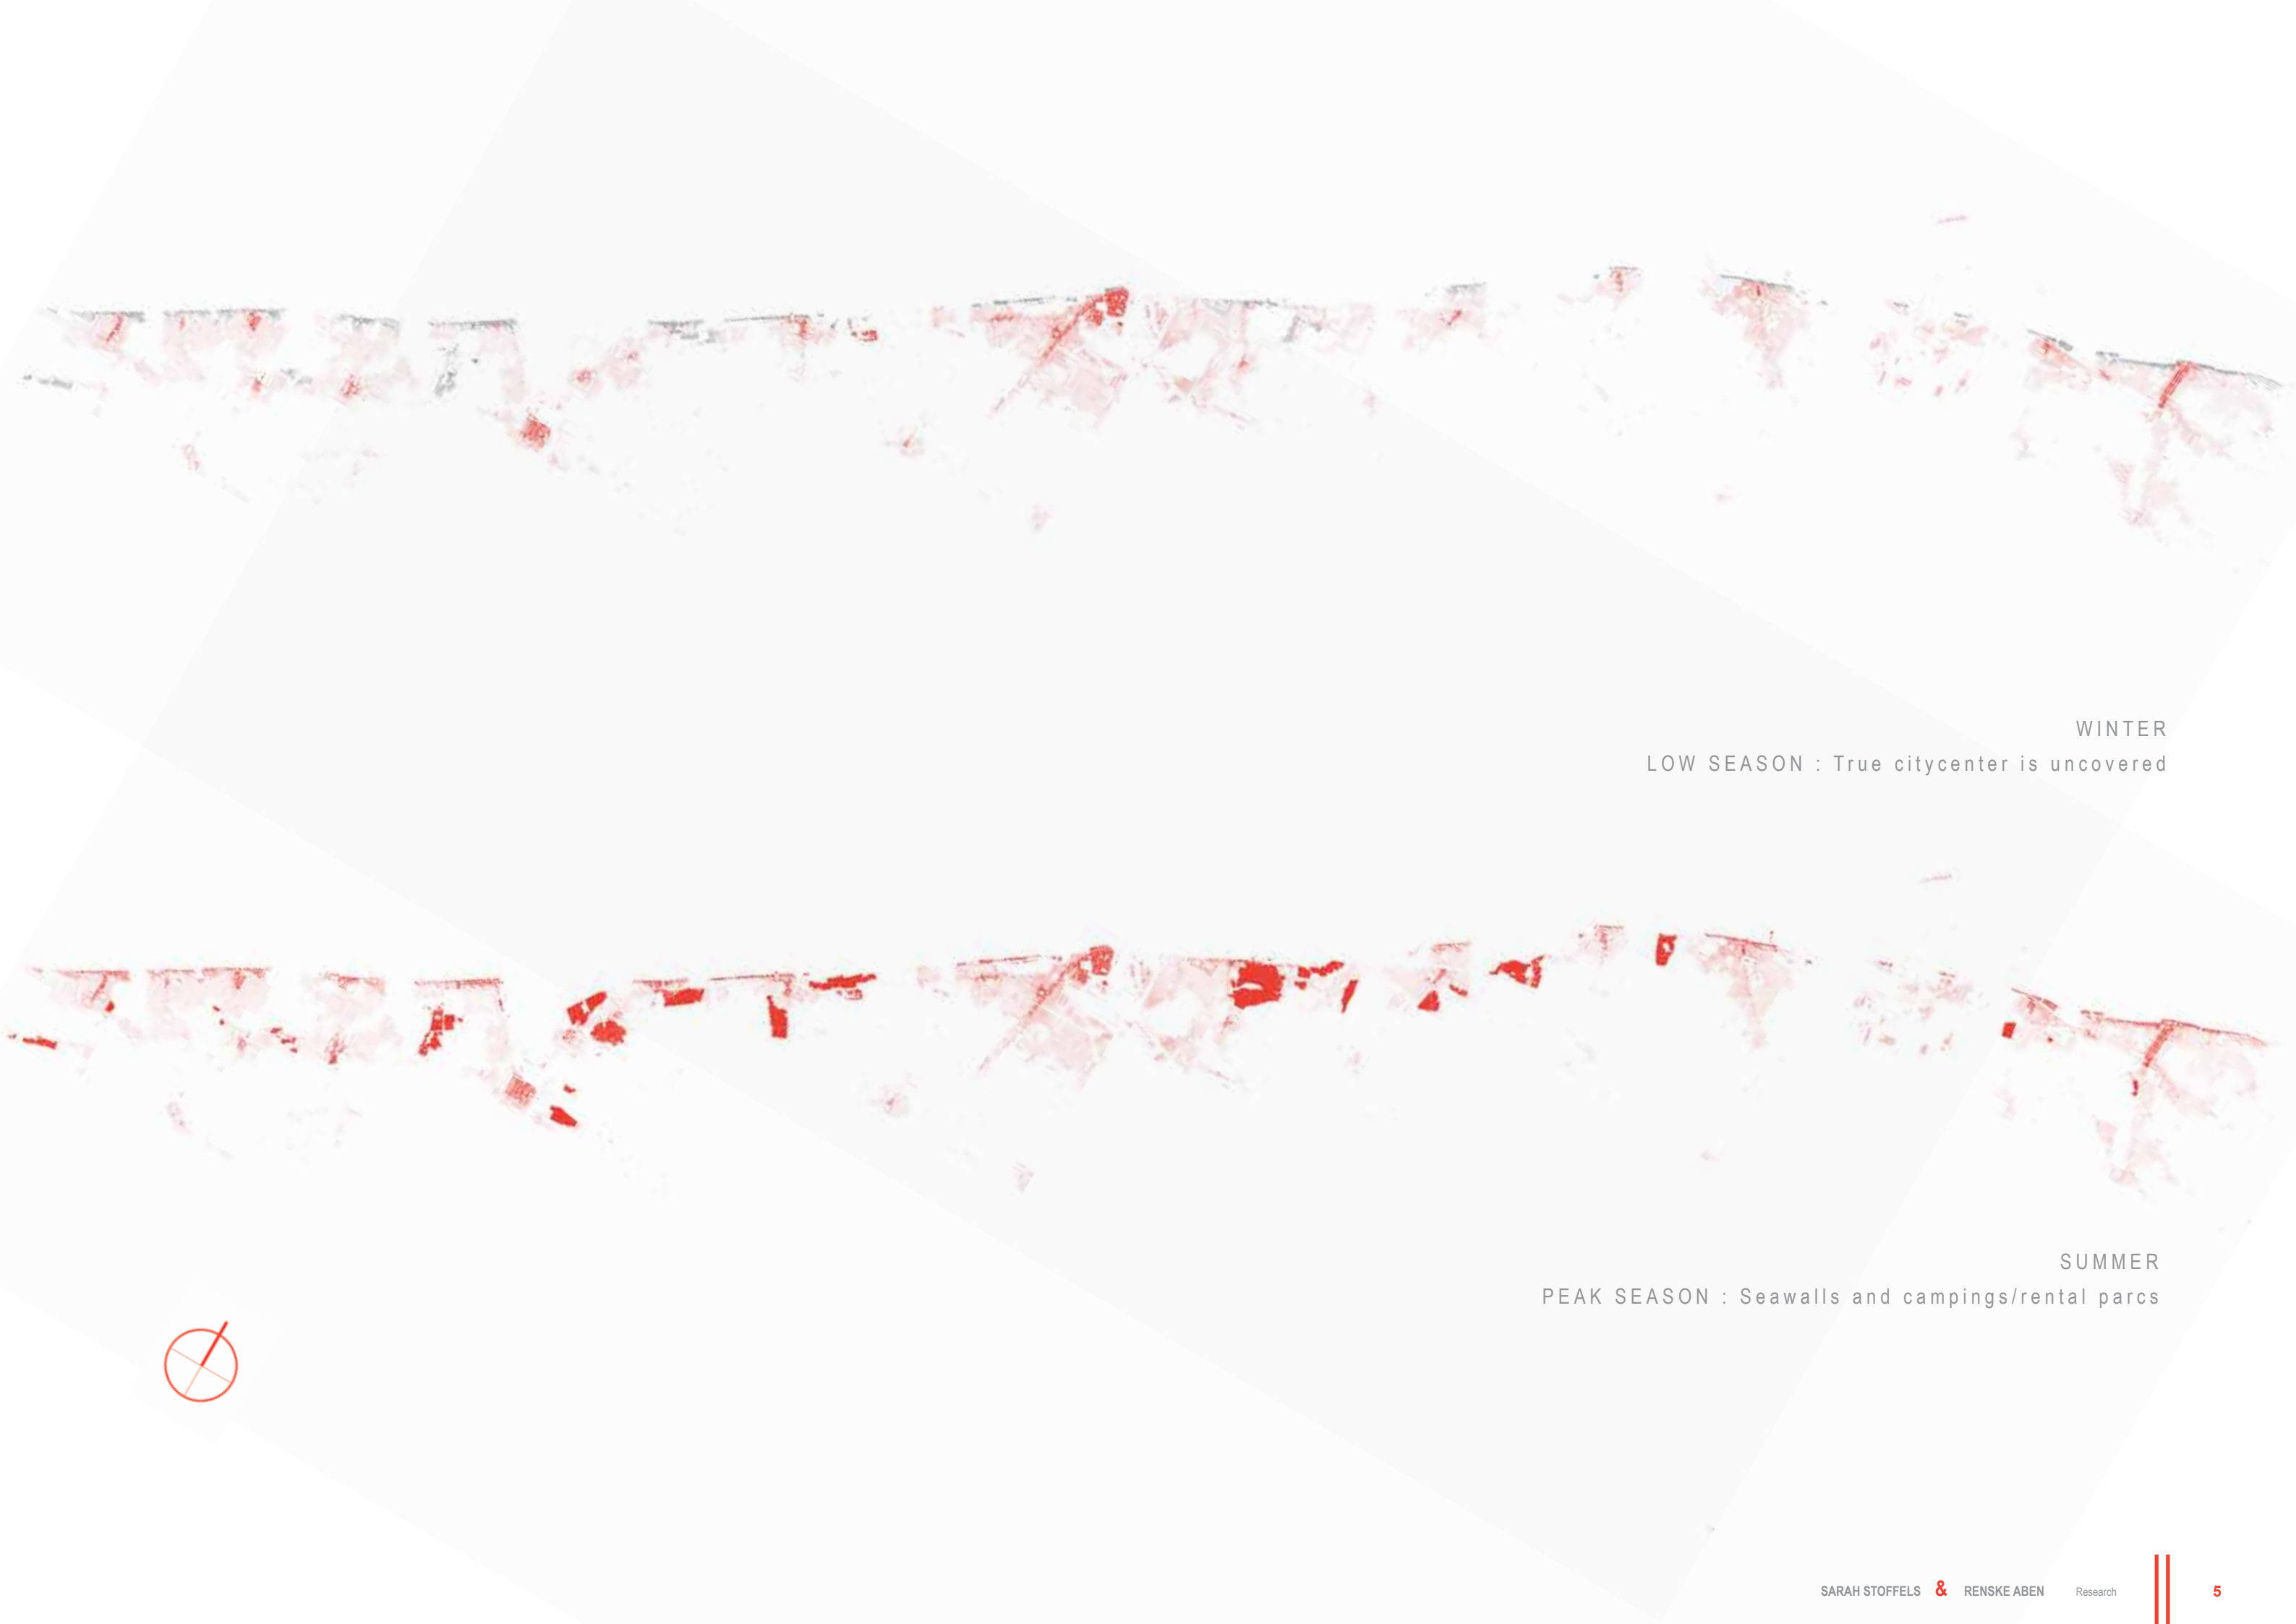 WINTER
LOW SEASON : True citycenter is uncovered
SUMMER
PEAK SEASON : Seawalls and campings/rental parcs
SARAH STOFFELS & RENSKE ABEN Research 5